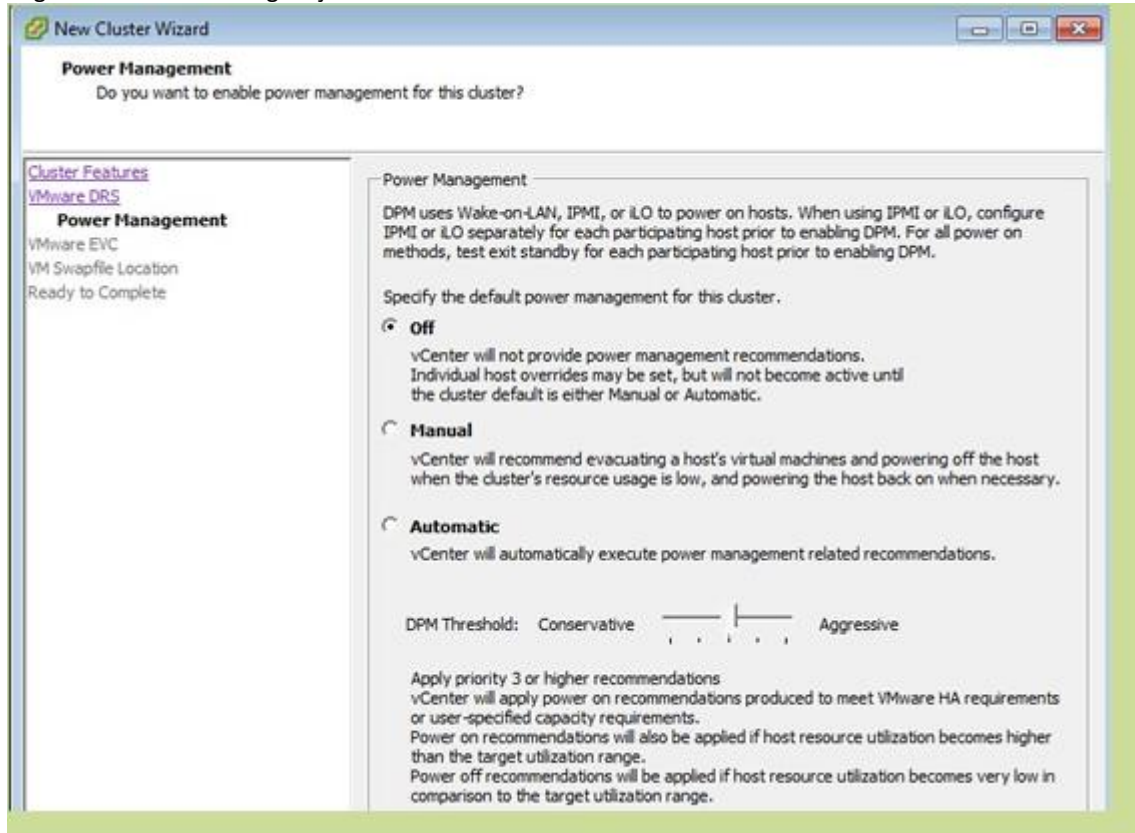 New Cluster Wizard
Power Management
Do you want to enable power management for this cluster?
Cluster Features
VMware DRS
Power Management
VMware EVC
VM Swapfile Location
Ready to Complete
Power Management
DPM uses Wake-on-LAN, IPMI, or iLO to power on hosts. When using IPMI or iLO, configure
IPMI or iLO separately for each participating host prior to enabling DPM. For all power on
methods, test exit standby for each participating host prior to enabling DPM.
Specify the default power management for this cluster.
Off
vCenter will not provide power management recommendations.
Individual host overrides may be set, but will not become active until
the cluster default is either Manual or Automatic.
Manual
vCenter will recommend evacuating a host's virtual machines and powering off the host
when the cluster's resource usage is low, and powering the host back on when necessary.
Automatic
vCenter will automatically execute power management related recommendations.
DPM Threshold: Conservative Aggressive
Apply priority 3 or higher recommendations
vCenter will apply power on recommendations produced to meet VMware HA requirements
or user-specified capacity requirements.
Power on recommendations will also be applied if host resource utilization becomes higher
than the target utilization range.
Power off recommendations will be applied if host resource utilization becomes very low in
comparison to the target utilization range.